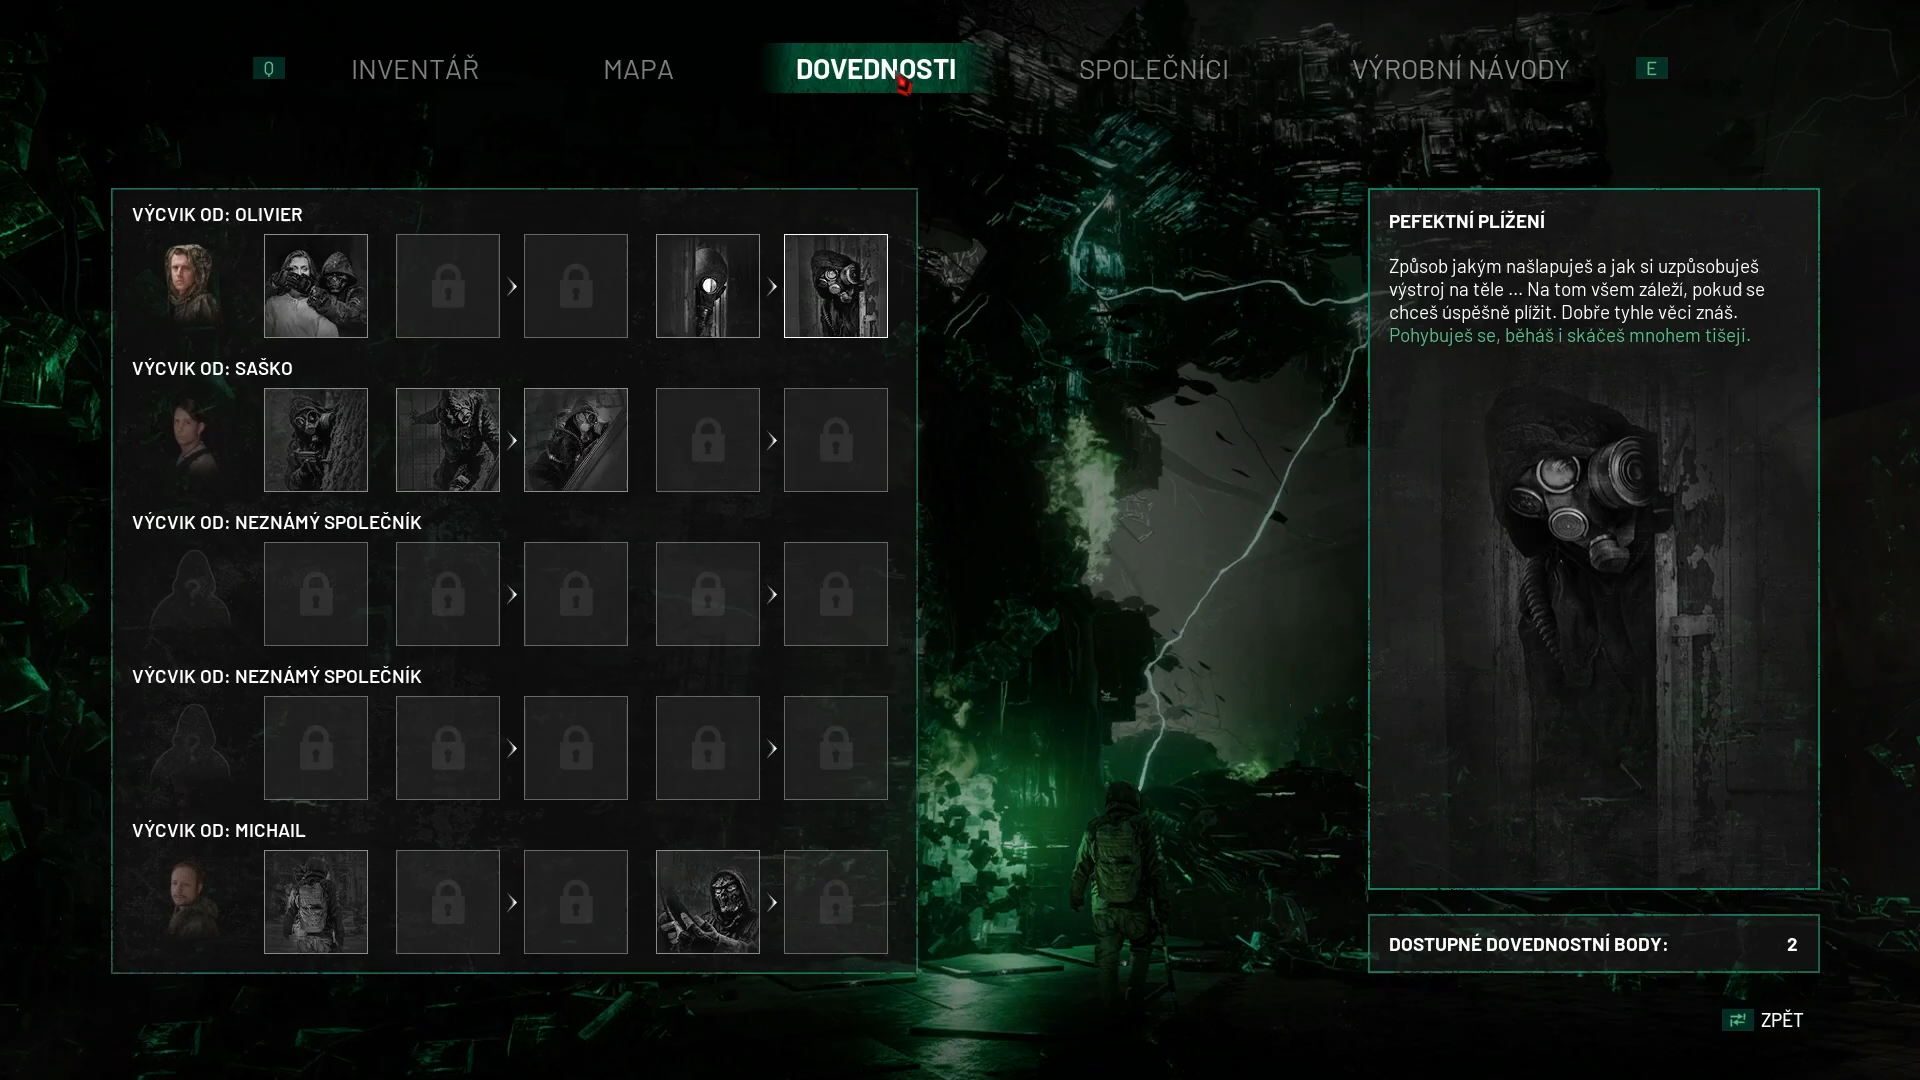 Q
INVENTÁŘ
MAPA
DOVEDNOSTI
SPOLEČNÍCI
VÝROBNÍ NÁVODY
E
VÝCVIK OD: OLIVIER
VÝCVIK OD: SAŠKO
VÝCVIK OD: NEZNÁMÝ SPOLEČNÍK
VÝCVIK OD: NEZNÁMÝ SPOLEČNÍK
VÝCVIK OD: MICHAIL
PEFEKTNÍ PLÍŽENÍ
Způsob jakým našlapuješ a jak si uzpůsobuješ
výstroj na těle ... Na tom všem záleží, pokud se
chceš úspěšně plížit. Dobře tyhle věci znáš.
Pohybuješ se, běháš i skáčeš mnohem tišeji.
DOSTUPNÉ DOVEDNOSTNÍ BODY: 2
ZPĚT